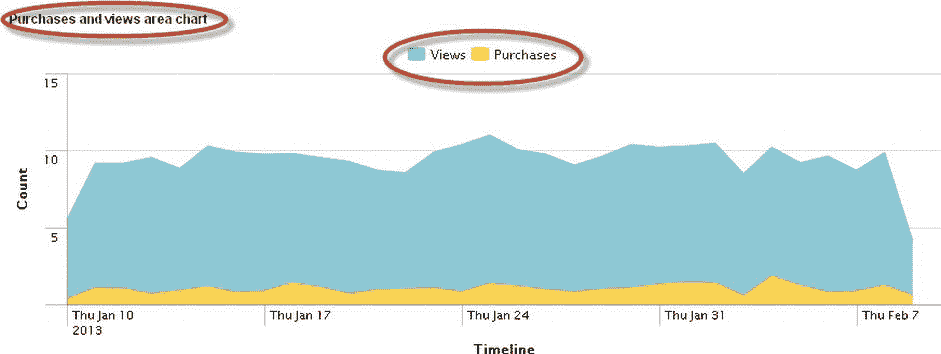 Purchases and views area chart
Views Purchases
15
10
5
Count
Thu Jan 10 Thu Jan 17 Thu Jan 24 Thu Jan 31 Thu Feb 7
2013
Timeline